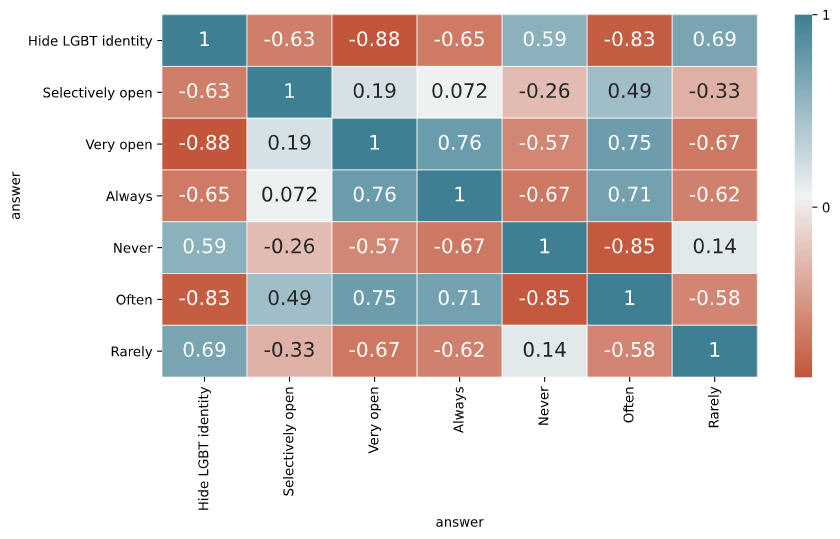 Hide LGBT identity 1 -0.63 -0.88 -0.65 0.59 -0.83 0.69
Selectively open -0.63 1 0.19 0.072 -0.26 0.49 -0.33
Very open -0.88 0.19 1 0.76 -0.57 0.75 -0.67
Always -0.65 0.072 0.76 1 -0.67 0.71 -0.62
Never 0.59 -0.26 -0.57 -0.67 1 -0.85 0.14
Often -0.83 0.49 0.75 0.71 -0.85 1 -0.58
Rarely 0.69 -0.33 -0.67 -0.62 0.14 -0.58 1
answer
Hide LGBT identity
Selectively open
Very open
Always
Never
Often
Rarely
answer
1
0